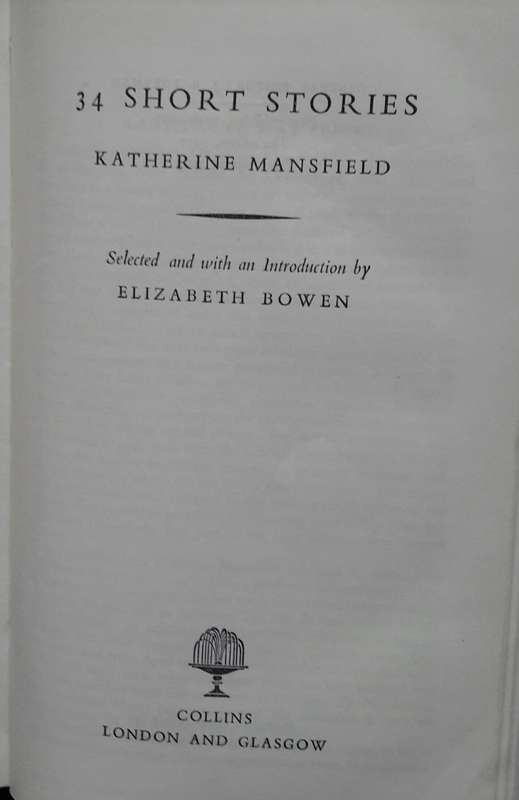 34 SHORT STORIES
KATHERINE MANSFIELD
Selected and with an Introduction by
ELIZABETH BOWEN
COLLINS
LONDON AND GLASGOW